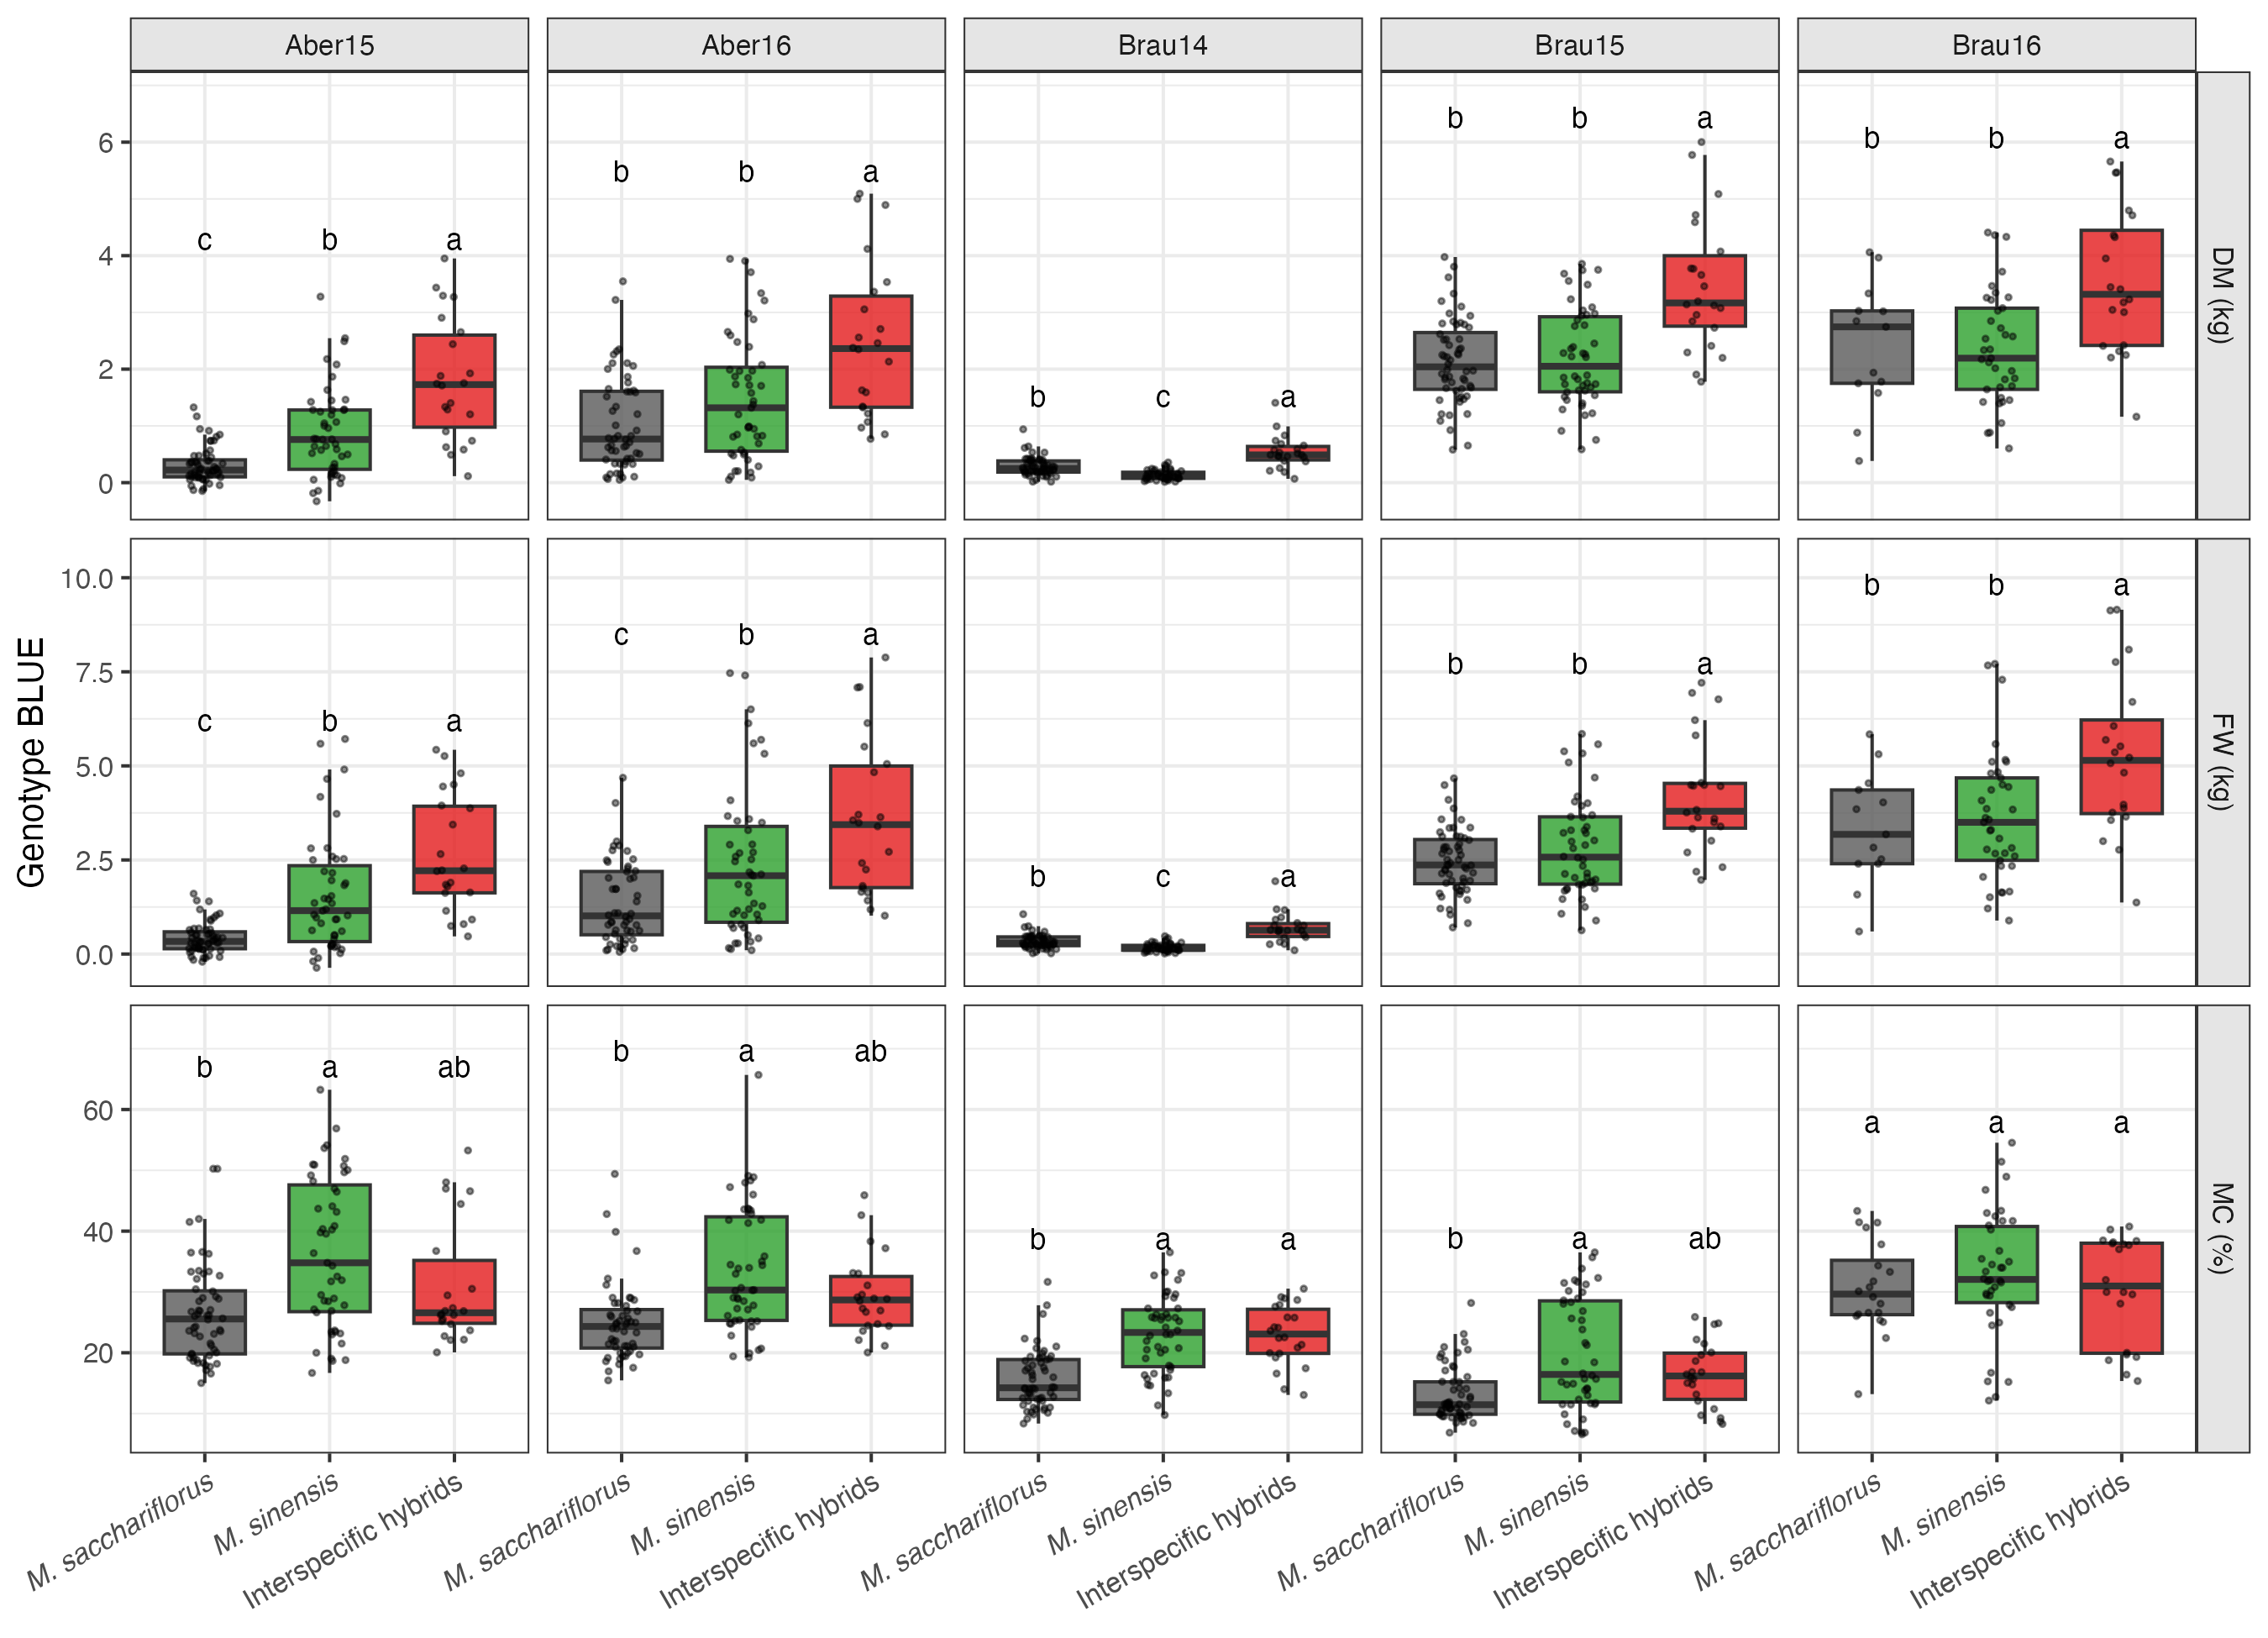 Aber15 Aber16 Brau14 Brau15 Brau16
Genotype BLUE
6
4
2
0
b b a
b b a
b b a
c b a
b c a
DM (kg)
10.0
7.5
5.0
2.5
0.0
c b a
c b a
b c a
b b a
b b a
FW (kg)
60
40
20
b a ab
b a ab
b a a
b a ab
a a a
MC (%)
M. sacchariflorus
M. sinensis
Interspecific hybrids
M. sacchariflorus
M. sinensis
Interspecific hybrids
M. sacchariflorus
M. sinensis
Interspecific hybrids
M. sacchariflorus
M. sinensis
Interspecific hybrids
M. sacchariflorus
M. sinensis
Interspecific hybrids